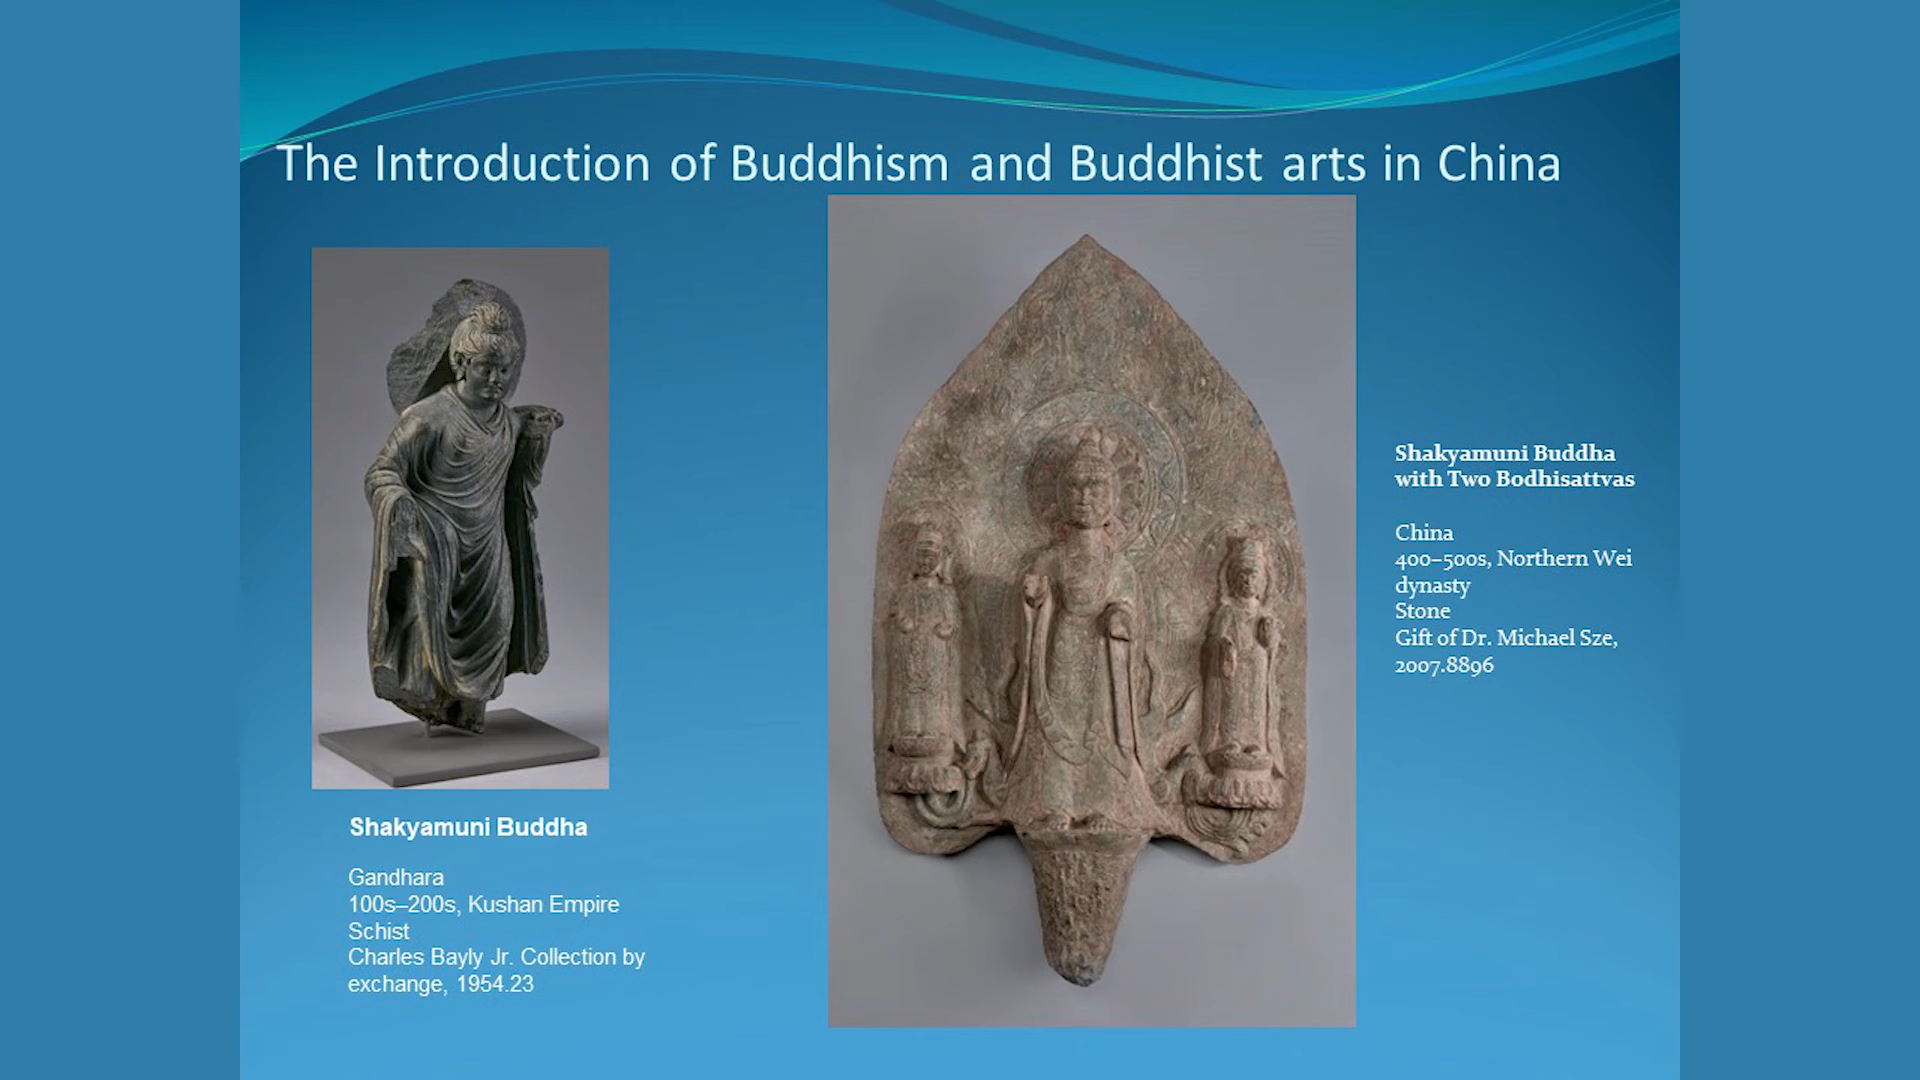 The Introduction of Buddhism and Buddhist arts in China
Shakyamuni Buddha
Gandhara
100s–200s, Kushan Empire
Schist
Charles Bayly Jr. Collection by
exchange, 1954.23
Shakyamuni Buddha
with Two Bodhisattvas
China
400–500s, Northern Wei
dynasty
Stone
Gift of Dr. Michael Sze,
2007.8896